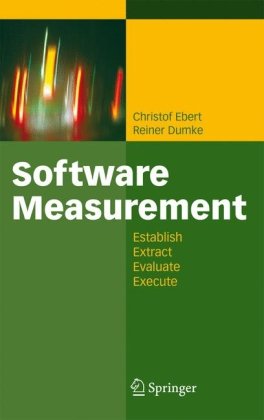 Christof Ebert
Reiner Dumke
Software
Measurement
Establish
Extract
Evaluate
Execute
Springer